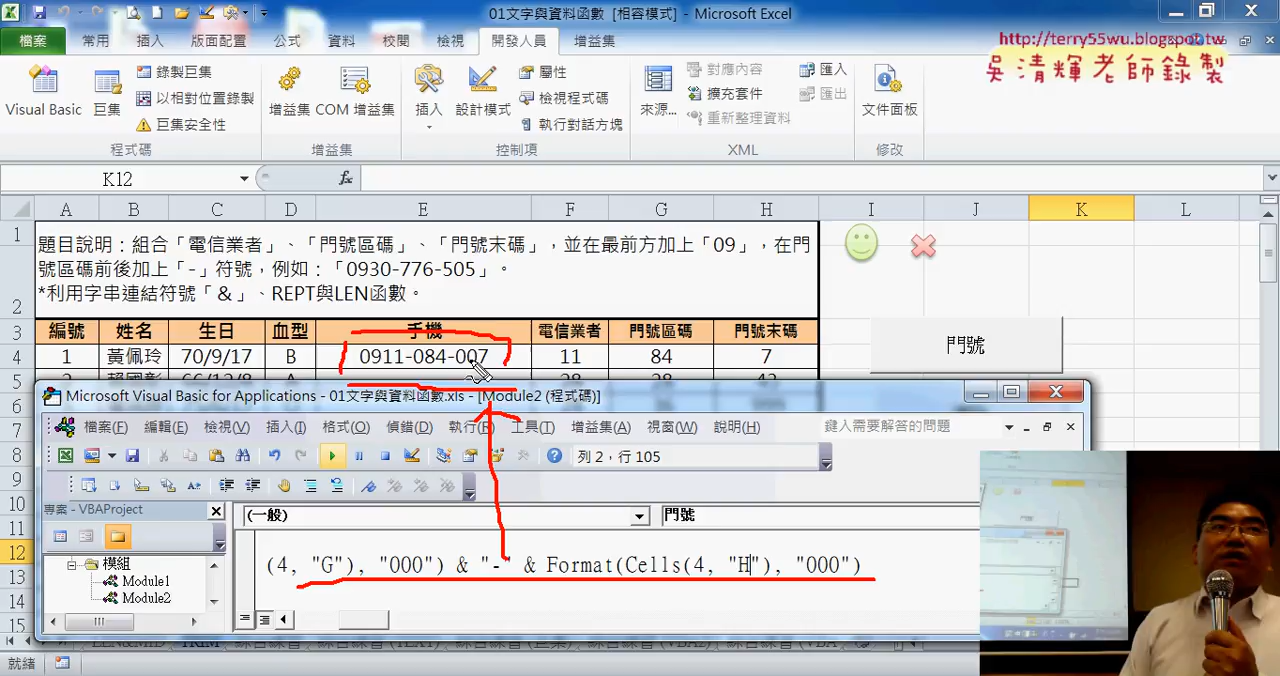 01文字與資料函數 [相容模式] - Microsoft Excel
檔案 常用 插入 版面配置 公式 資料 校閱 檢視 開發人員 增益集
http://terry55wu.blogspot.tw
吳清輝老師錄製
Visual Basic 巨集 錄製巨集 以相對位置錄製 巨集安全性 增益集 COM 增益集 插入 設計模式 屬性 檢視程式碼 執行對話方塊 來源... 對應內容 擴充套件 重新整理資料 匯入 匯出 文件面板
程式碼 增益集 控制項 XML 修改
K12 fx
A B C D E F G H I J K L
1 題目說明：組合「電信業者」、「門號區碼」、「門號末碼」，並在最前方加上「09」，在門
號區碼前後加上「-」符號，例如：「0930-776-505」。
2 *利用字串連結符號「&」、REPT與LEN函數。
3 編號 姓名 生日 血型 手機 電信業者 門號區碼 門號末碼
4 1 黃佩玲 70/9/17 B 0911-084-007 11 84 7 門號
5
6 Microsoft Visual Basic for Applications - 01文字與資料函數.xls - [Module2 (程式碼)]
7 檔案(F) 編輯(E) 檢視(V) 插入(I) 格式(O) 偵錯(D) 執行(R) 工具(T) 增益集(A) 視窗(W) 說明(H) 鍵入需要解答的問題
8 列 2，行 105
9
10 專案 - VBAProject (一般) 門號
11
12 模組 (4, "G"), "000") & "-" & Format(Cells(4, "H"), "000")
13 Module1
14 Module2
15
就緒